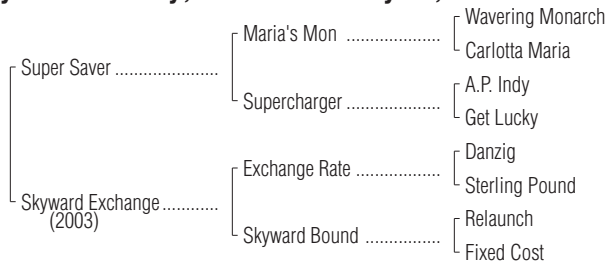 Wavering Monarch
Maria's Mon ..................
Carlotta Maria
Super Saver ......................
A.P. Indy
Supercharger ....................
Get Lucky
Danzig
Exchange Rate ..................
Sterling Pound
Skyward Exchange ............
(2003)
Relaunch
Skyward Bound ................
Fixed Cost